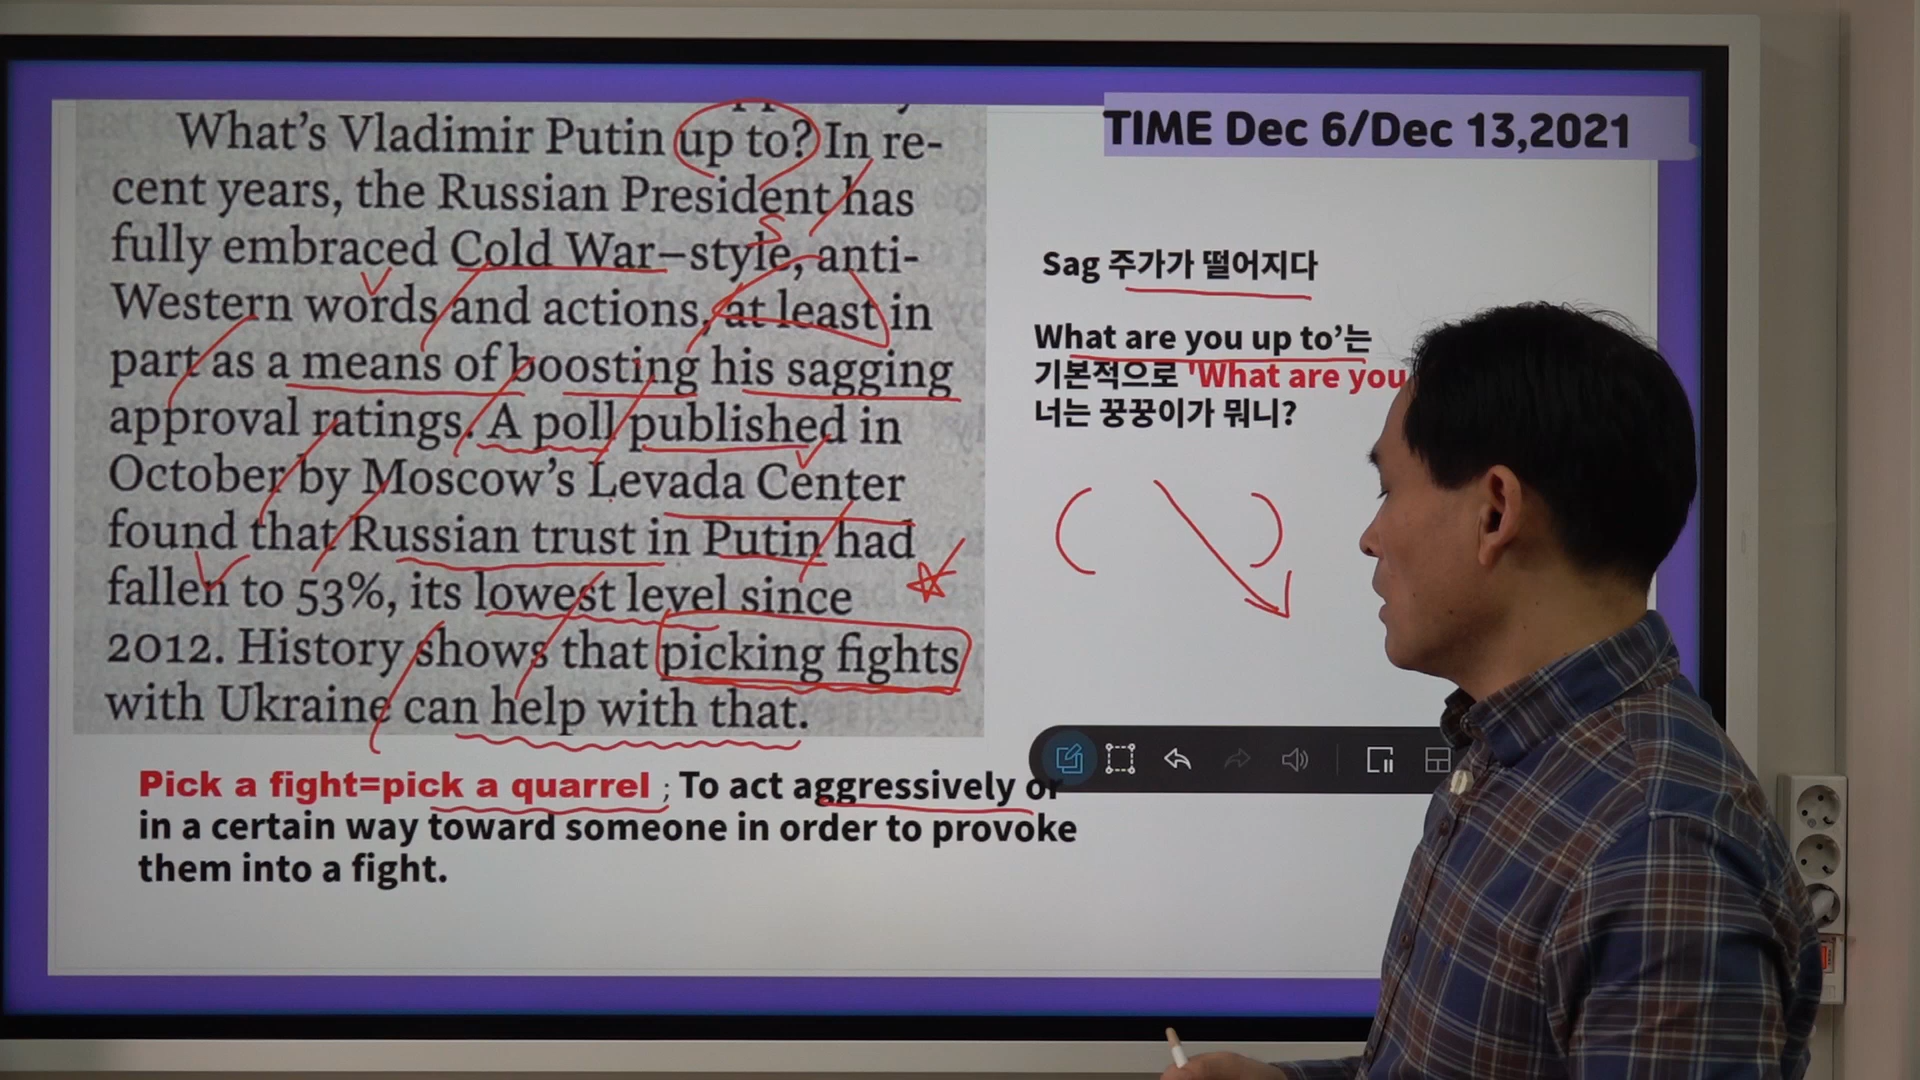 What's Vladimir Putin up to? In re-
cent years, the Russian President has
fully embraced Cold War–style, anti-
Western words and actions, at least in
part as a means of boosting his sagging
approval ratings. A poll published in
October by Moscow's Levada Center
found that Russian trust in Putin had
fallen to 53%, its lowest level since
2012. History shows that picking fights
with Ukraine can help with that.
Pick a fight=pick a quarrel ; To act aggressively or
in a certain way toward someone in order to provoke
them into a fight.
TIME Dec 6/Dec 13,2021
Sag 주가가 떨어지다
What are you up to’는
기본적으로 'What are you
너는 꿍꿍이가 뭐니?